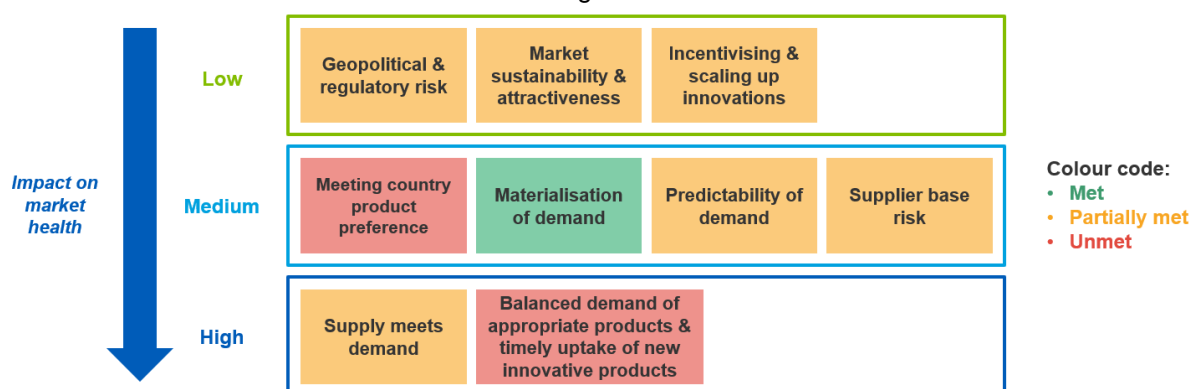 Geopolitical &
regulatory risk
Market
sustainability &
attractiveness
Incentivising &
scaling up
innovations
Low
Impact on
market
health
Medium
Meeting country
product
preference
Materialisation
of demand
Predictability of
demand
Supplier base
risk
Colour code:
• Met
• Partially met
• Unmet
High
Supply meets
demand
Balanced demand of
appropriate products &
timely uptake of new
innovative products